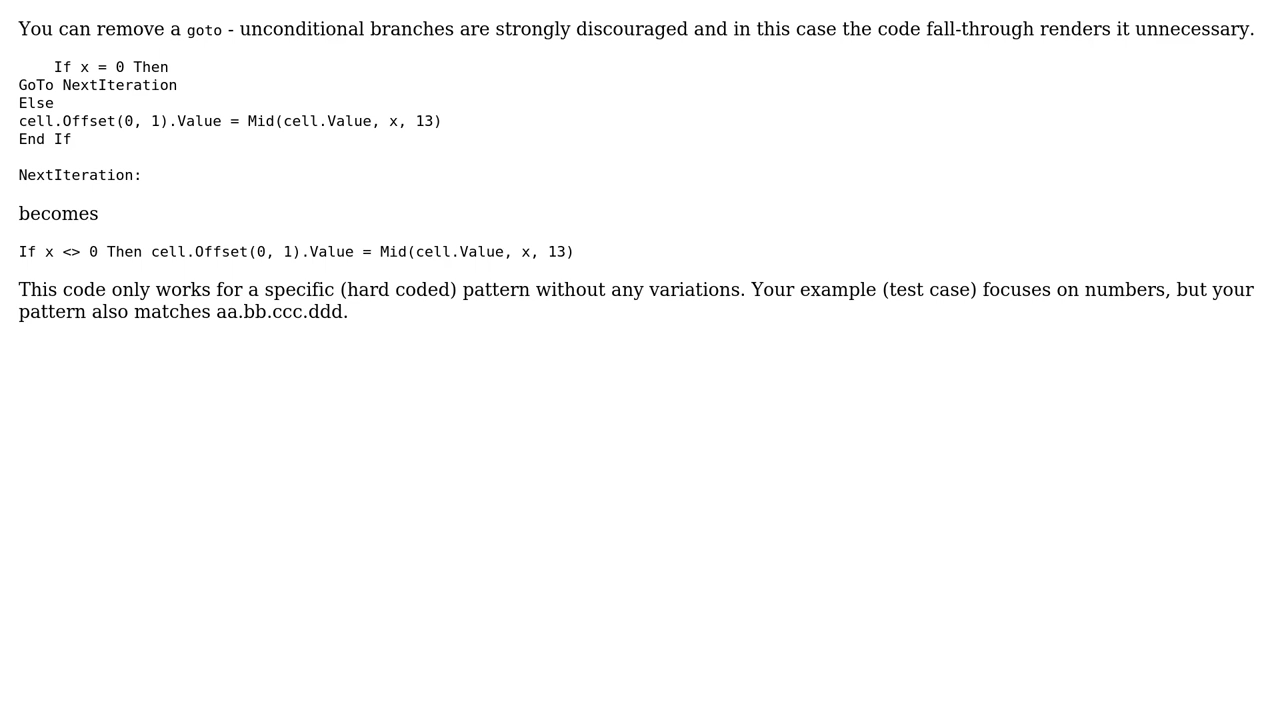 You can remove a goto - unconditional branches are strongly discouraged and in this case the code fall-through renders it unnecessary.
    If x = 0 Then
GoTo NextIteration
Else
cell.Offset(0, 1).Value = Mid(cell.Value, x, 13)
End If
NextIteration:
becomes
If x <> 0 Then cell.Offset(0, 1).Value = Mid(cell.Value, x, 13)
This code only works for a specific (hard coded) pattern without any variations. Your example (test case) focuses on numbers, but your
pattern also matches aa.bb.ccc.ddd.